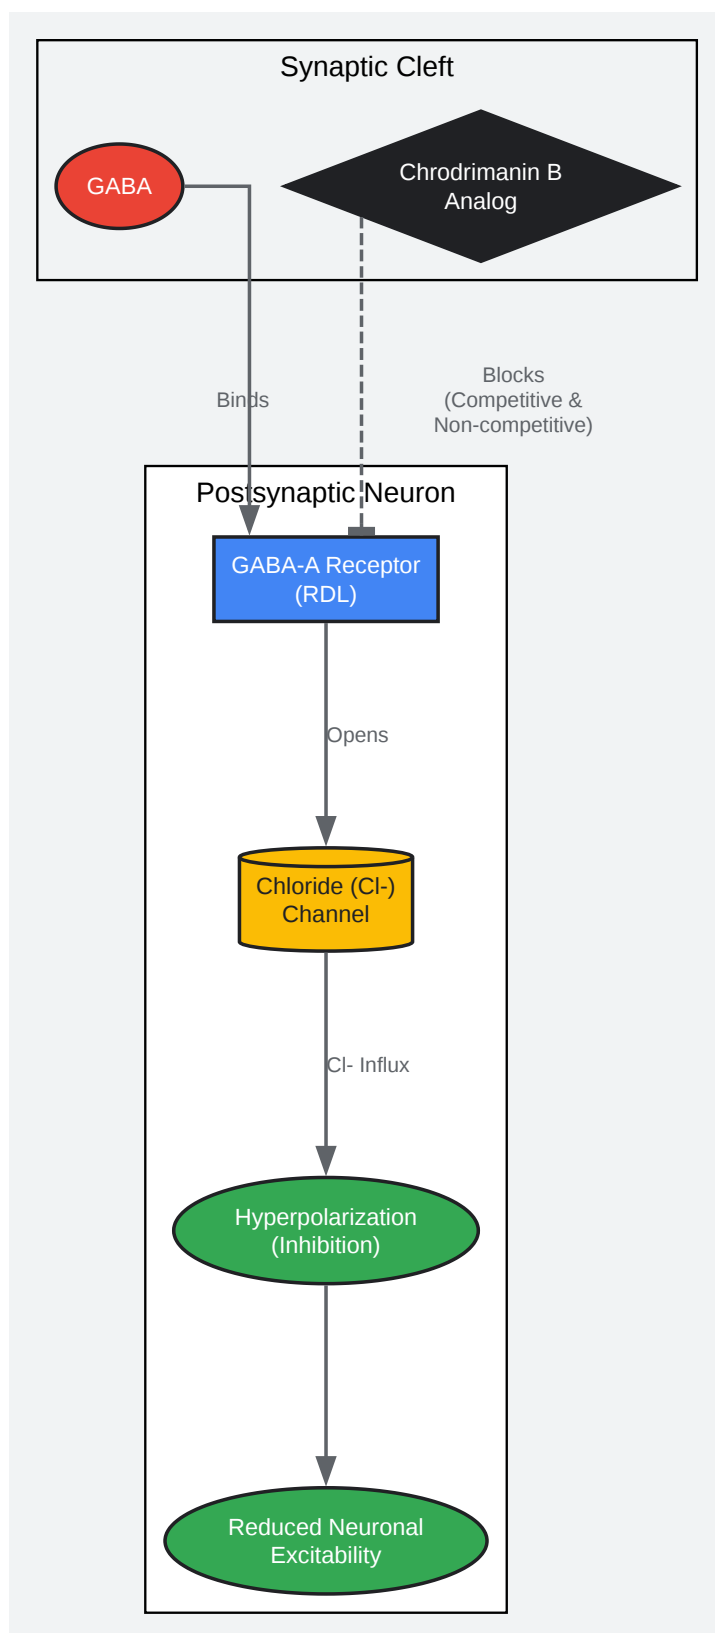 Synaptic Cleft
GABA
Chrodrimanin B
Analog
Binds
Blocks
(Competitive &
Non-competitive)
Postsynaptic Neuron
GABA-A Receptor
(RDL)
Opens
Chloride (Cl-)
Channel
Cl- Influx
Hyperpolarization
(Inhibition)
Reduced Neuronal
Excitability